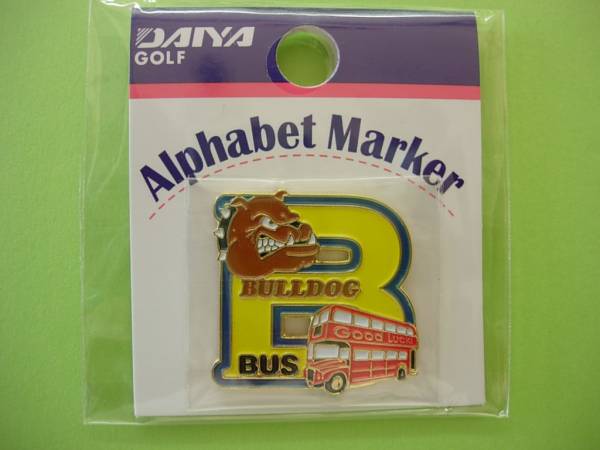 DAIYA
GOLF
Alphabet Marker
B
BULLDOG
Good Luck!
BUS